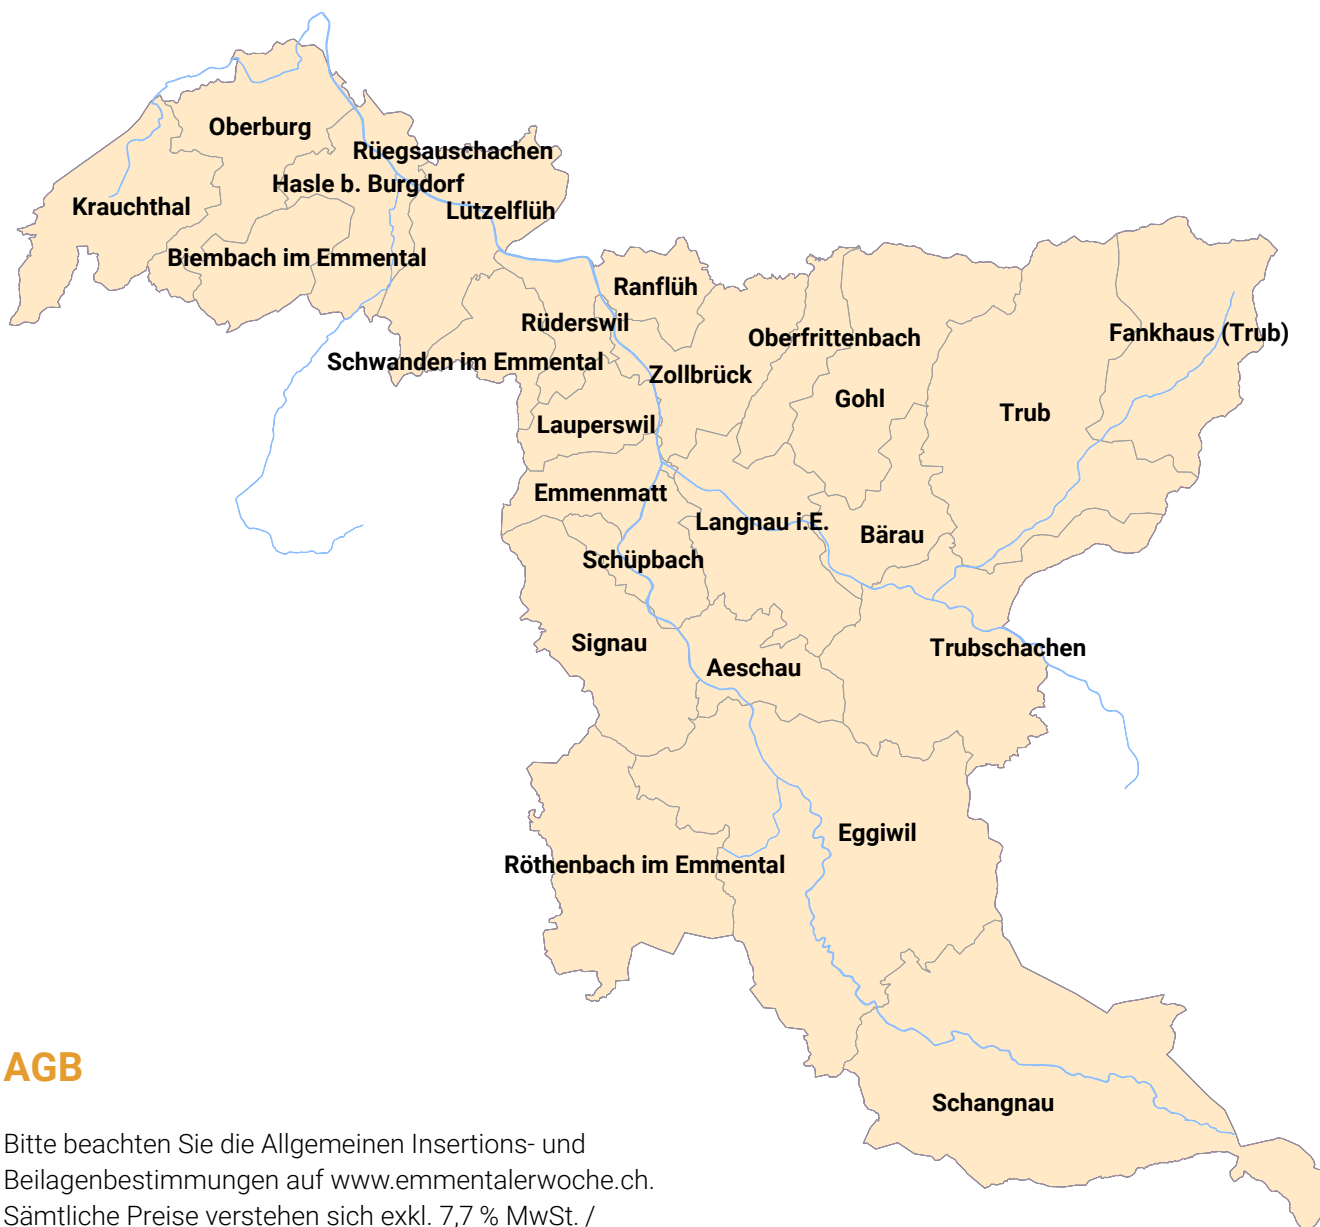 Oberburg
Rüegsauschachen
Hasle b. Burgdorf
Krauchthal
Lützelflüh
Biembach im Emmental
Ranflüh
Rüderswil
Oberfrittenbach
Fankhaus (Trub)
Schwanden im Emmental
Zollbrück
Gohl
Trub
Lauperswil
Emmenmatt
Langnau i.E.
Bärau
Schüpbach
Signau
Trubschachen
Aeschau
Eggiwil
Röthenbach im Emmental
AGB
Schangnau
Bitte beachten Sie die Allgemeinen Insertions- und
Beilagenbestimmungen auf www.emmentalerwoche.ch.
Sämtliche Preise verstehen sich exkl. 7,7 % MwSt. /